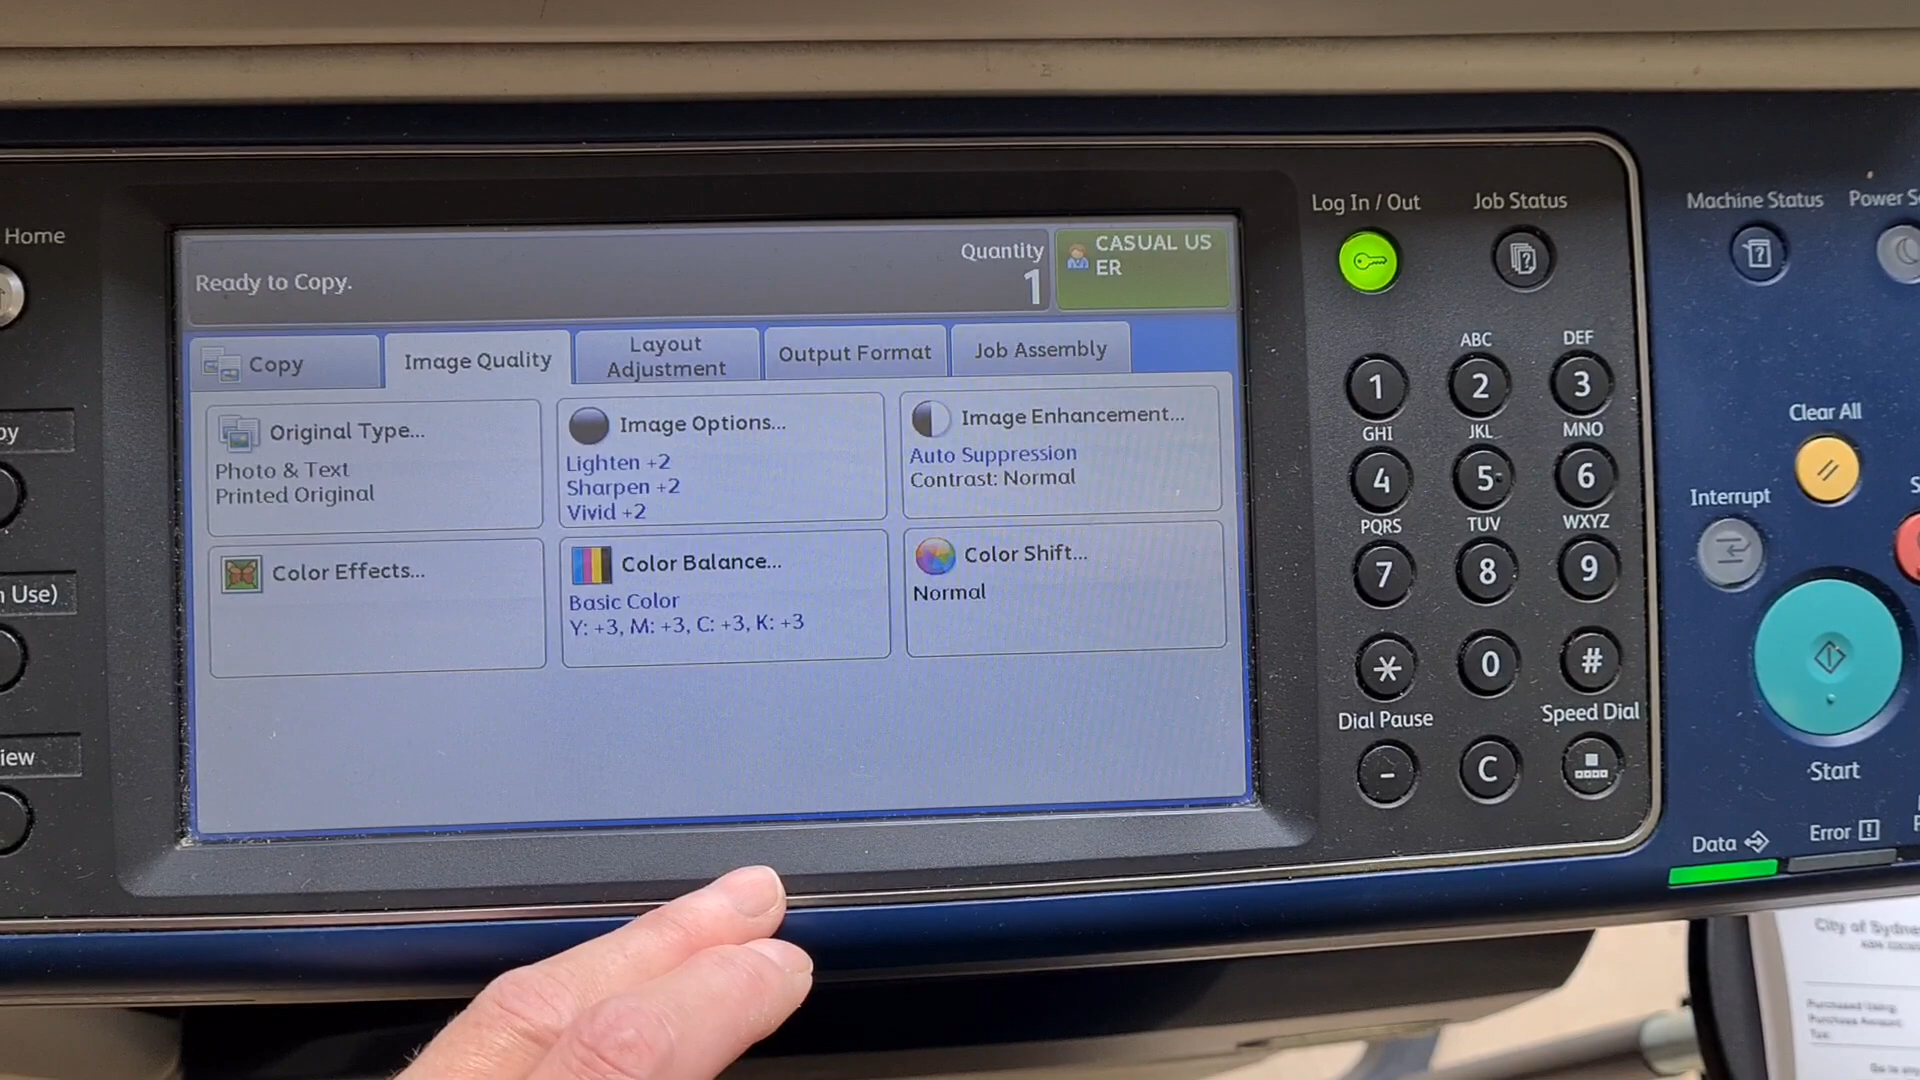 Home
Ready to Copy.
Quantity
1
CASUAL US
ER
Copy
Image Quality
Layout
Adjustment
Output Format
Job Assembly
Original Type...
Photo & Text
Printed Original
Image Options...
Lighten +2
Sharpen +2
Vivid +2
Image Enhancement...
Auto Suppression
Contrast: Normal
Color Effects...
Color Balance...
Basic Color
Y: +3, M: +3, C: +3, K: +3
Color Shift...
Normal
Use)
Log In / Out
Job Status
Machine Status
Power
ABC
DEF
1
2
3
GHI
JKL
MNO
4
5
6
PQRS
TUV
WXYZ
7
8
9
*
0
#
Dial Pause
Speed Dial
-
C
Clear All
Interrupt
Start
Data
Error
City of
Purchase Amount